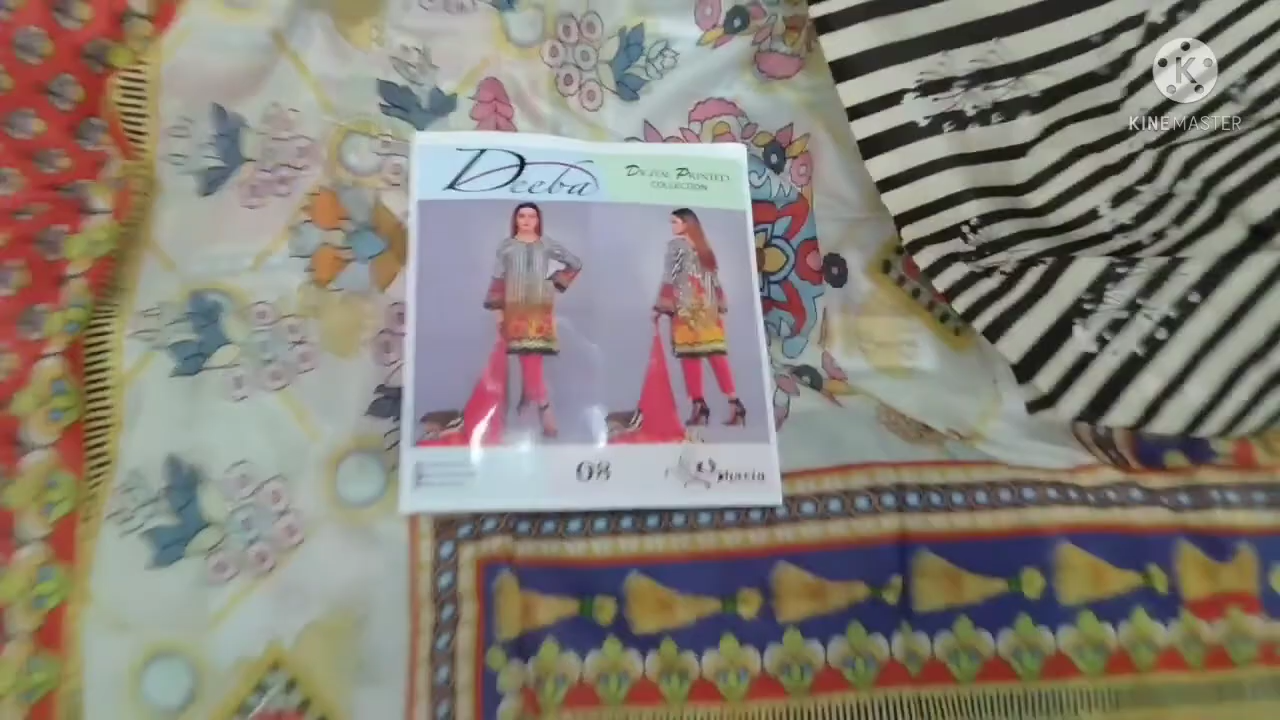 Deeba
DIGITAL PRINTED
COLLECTION
08
KINEMASTER